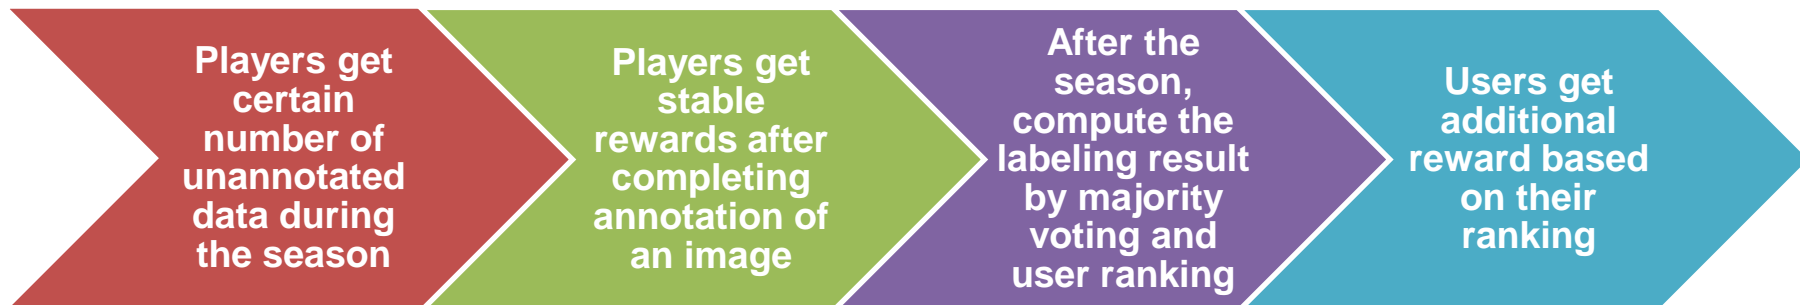 Players get
certain
number of
unannotated
data during
the season
Players get
stable
rewards after
completing
annotation of
an image
After the
season,
compute the
labeling result
by majority
voting and
user ranking
Users get
additional
reward based
on their
ranking